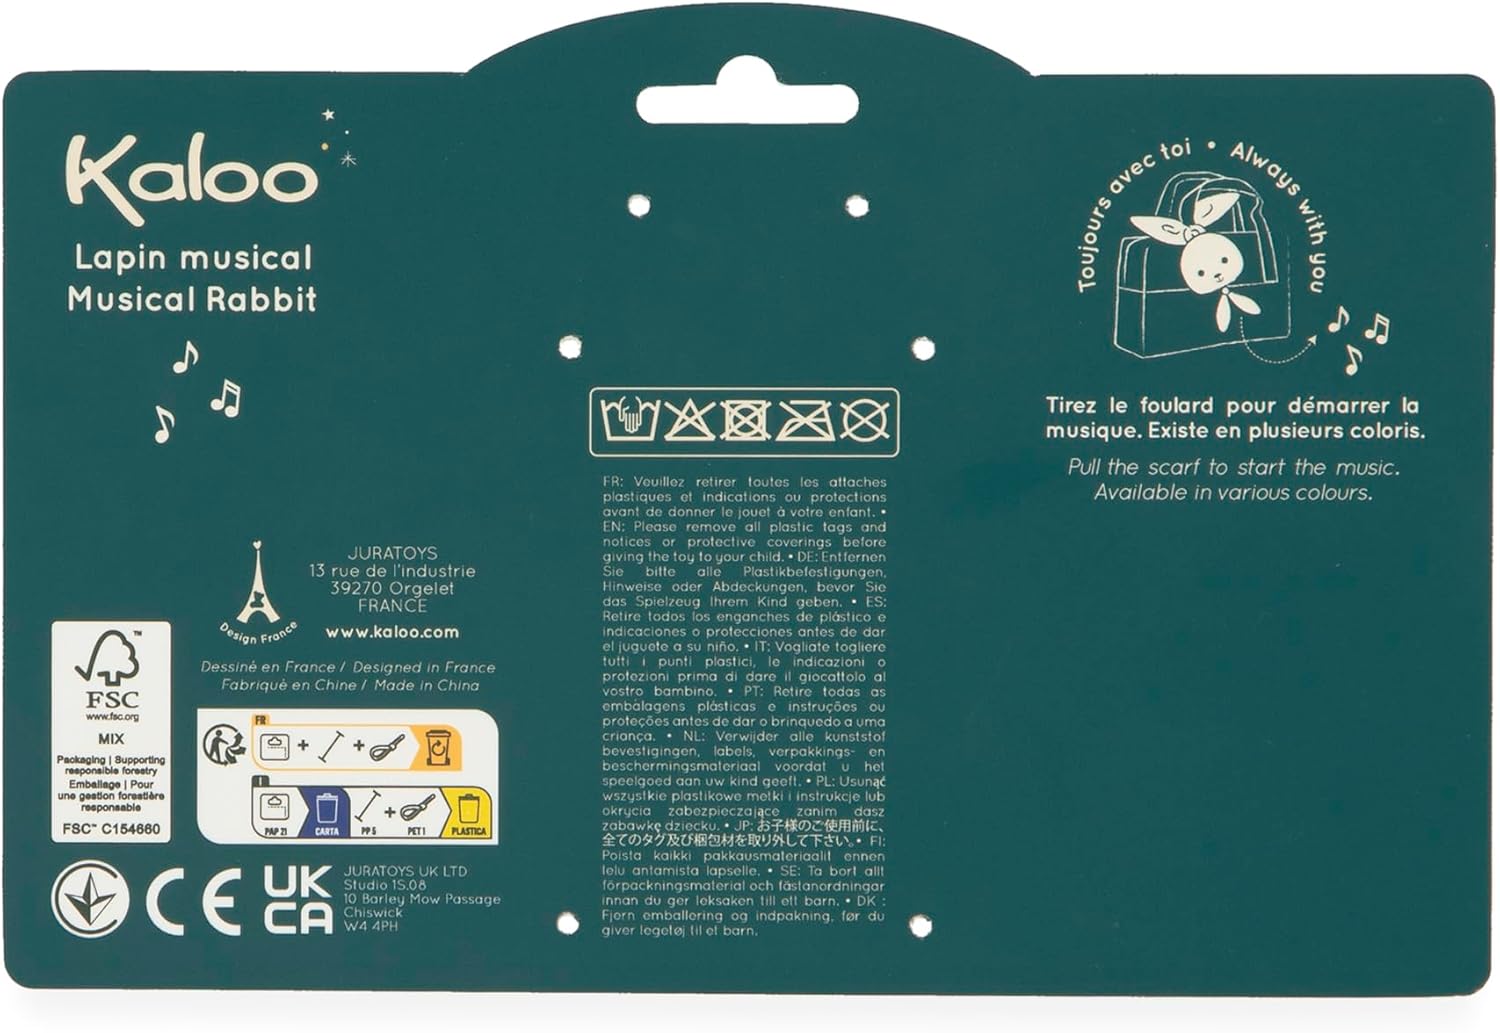 Kaloo
Lapin musical
Musical Rabbit
Toujours avec toi • Always with you
Tirez le foulard pour démarrer la
musique. Existe en plusieurs coloris.
Pull the scarf to start the music.
Available in various colours.
FR: Veuillez retirer toutes les attaches
plastiques et indications ou protections
avant de donner le jouet à votre enfant. •
EN: Please remove all plastic tags and
notices or protective coverings before
giving the toy to your child. • DE: Entfernen
Sie bitte alle Plastikbefestigungen,
Hinweise oder Abdeckungen, bevor Sie
das Spielzeug Ihrem Kind geben. • ES:
Retire todos los enganches de plástico e
indicaciones o protecciones antes de dar
el juguete a su niño. • IT: Vogliate togliere
tutti i punti plastici, le indicazioni o
protezioni prima di dare il giocattolo al
vostro bambino. • PT: Retire todas as
embalagens plásticas e instruções ou
proteções antes de dar o brinquedo a uma
criança. • NL: Verwijder alle kunststof
bevestigingen, labels, verpakkings- en
beschermingsmateriaal voordat u het
speelgoed aan uw kind geeft. • PL: Usunąć
wszystkie plastikowe metki i instrukcje lub
okrycia zabezpieczające zanim dasz
zabawkę dziecku. • JP: お子様のご使用前に、
全てのタグ及び梱包材を取り外して下さい。• FI:
Poista kaikki pakkausmateriaalit ennen
lelu antamista lapselle. • SE: Ta bort allt
förpackningsmaterial och fästanordningar
innan du ger leksaken till ett barn. • DK :
Fjern emballering og indpakning, før du
giver legetøj til et barn.
Design France
JURATOYS
13 rue de l'industrie
39270 Orgelet
FRANCE
www.kaloo.com
Dessiné en France / Designed in France
Fabriqué en Chine / Made in China
FSC
www.fsc.org
MIX
Packaging | Supporting
responsible forestry
Emballage | Pour
une gestion forestière
responsable
FSC™ C154660
FR
+ +
I
+
PAP 21 CARTA PP 5 PET 1 PLASTICA
CE
UK
CA
JURATOYS UK LTD
Studio 1S.08
10 Barley Mow Passage
Chiswick
W4 4PH